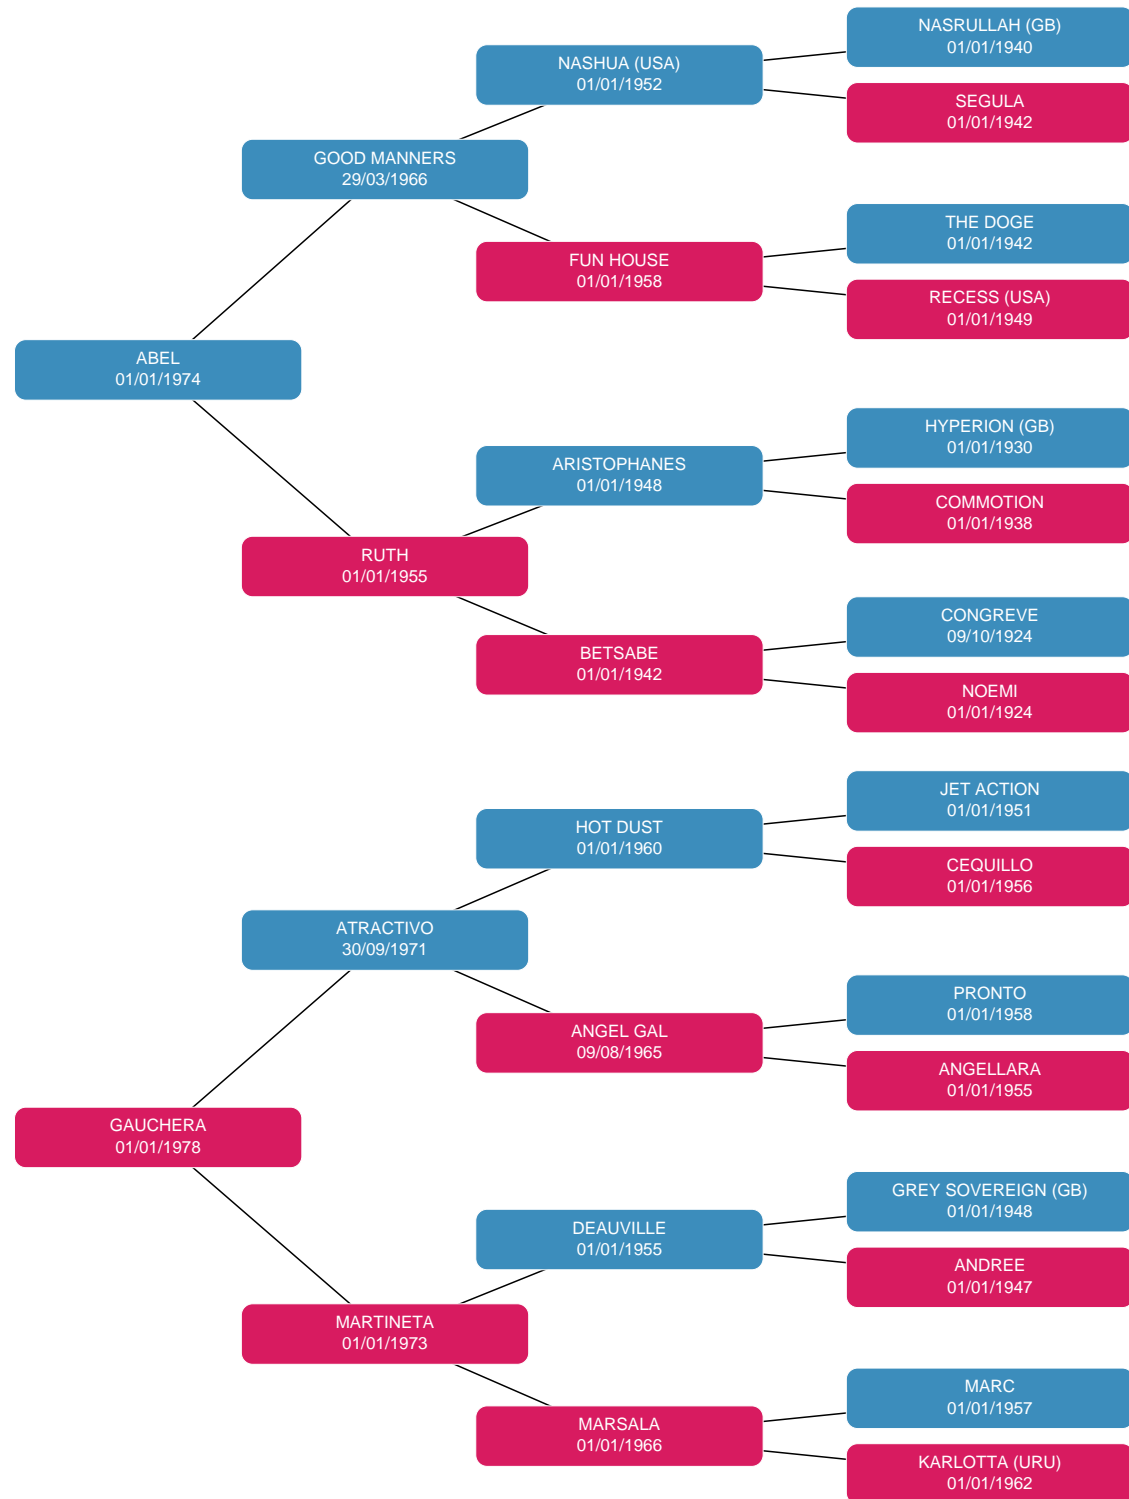 NASRULLAH (GB)
01/01/1940
NASHUA (USA)
01/01/1952
SEGULA
01/01/1942
GOOD MANNERS
29/03/1966
THE DOGE
01/01/1942
FUN HOUSE
01/01/1958
RECESS (USA)
01/01/1949
ABEL
01/01/1974
HYPERION (GB)
01/01/1930
ARISTOPHANES
01/01/1948
COMMOTION
01/01/1938
RUTH
01/01/1955
CONGREVE
09/10/1924
BETSABE
01/01/1942
NOEMI
01/01/1924
JET ACTION
01/01/1951
HOT DUST
01/01/1960
CEQUILLO
01/01/1956
ATRACTIVO
30/09/1971
PRONTO
01/01/1958
ANGEL GAL
09/08/1965
ANGELLARA
01/01/1955
GAUCHERA
01/01/1978
GREY SOVEREIGN (GB)
01/01/1948
DEAUVILLE
01/01/1955
ANDREE
01/01/1947
MARTINETA
01/01/1973
MARC
01/01/1957
MARSALA
01/01/1966
KARLOTTA (URU)
01/01/1962